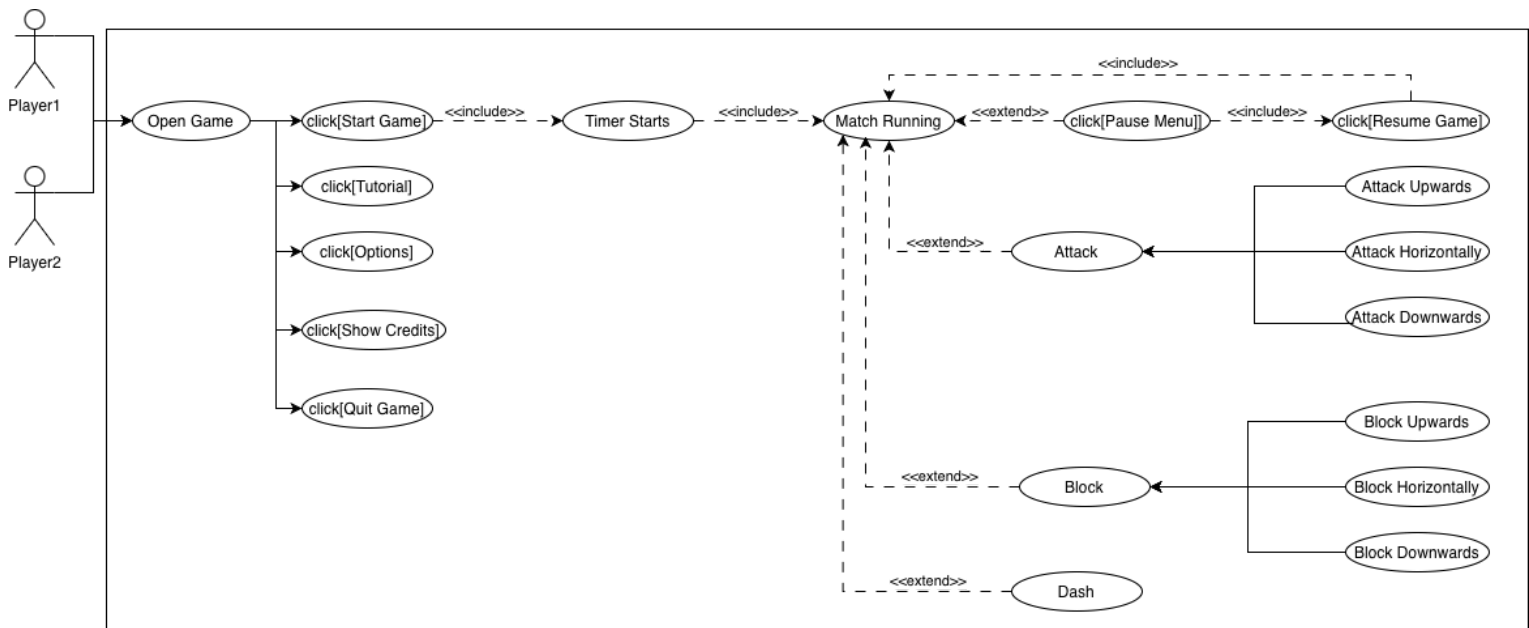 Player1
Player2
Open Game
click[Start Game]
click[Tutorial]
click[Options]
click[Show Credits]
click[Quit Game]
<<include>>
Timer Starts
<<include>>
Match Running
<<extend>>
click[Pause Menu]]
<<include>>
click[Resume Game]
<<include>>
<<extend>>
Attack
Attack Upwards
Attack Horizontally
Attack Downwards
<<extend>>
Block
Block Upwards
Block Horizontally
Block Downwards
<<extend>>
Dash